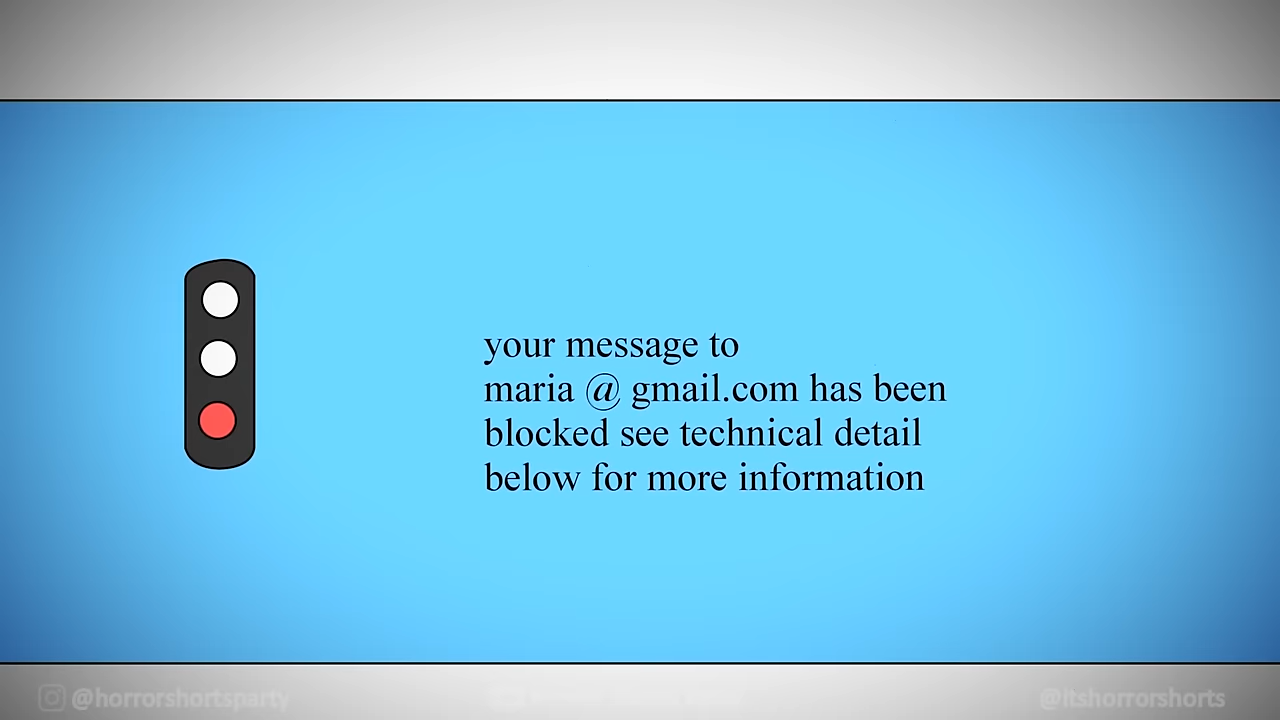 your message to
maria @ gmail.com has been
blocked see technical detail
below for more information
@horrorshortsparty
@itshorrorshorts